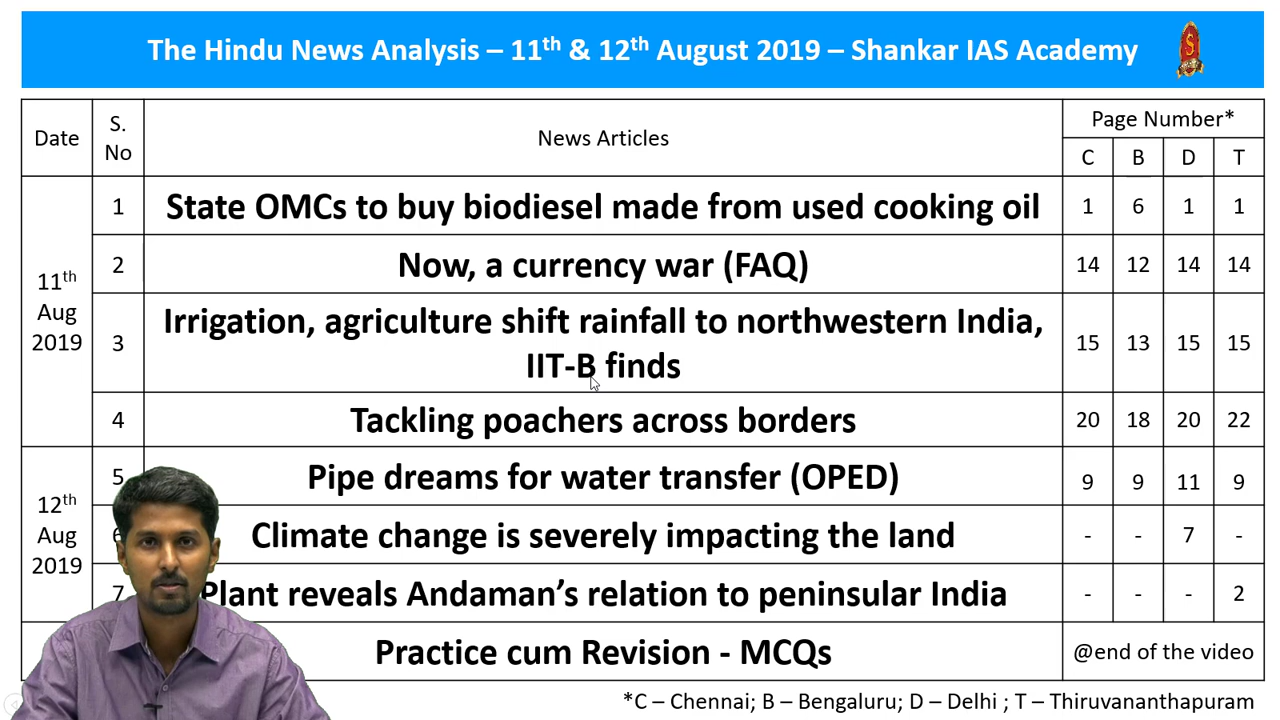 The Hindu News Analysis – 11th & 12th August 2019 – Shankar IAS Academy
Date
S. No
News Articles
Page Number*
C B D T
11th Aug 2019
1 State OMCs to buy biodiesel made from used cooking oil 1 6 1 1
2 Now, a currency war (FAQ) 14 12 14 14
3 Irrigation, agriculture shift rainfall to northwestern India,
IIT-B finds 15 13 15 15
4 Tackling poachers across borders 20 18 20 22
12th Aug 2019
5 Pipe dreams for water transfer (OPED) 9 9 11 9
Climate change is severely impacting the land - - 7 -
7 Plant reveals Andaman’s relation to peninsular India - - - 2
Practice cum Revision - MCQs @end of the video
*C – Chennai; B – Bengaluru; D – Delhi ; T – Thiruvananthapuram